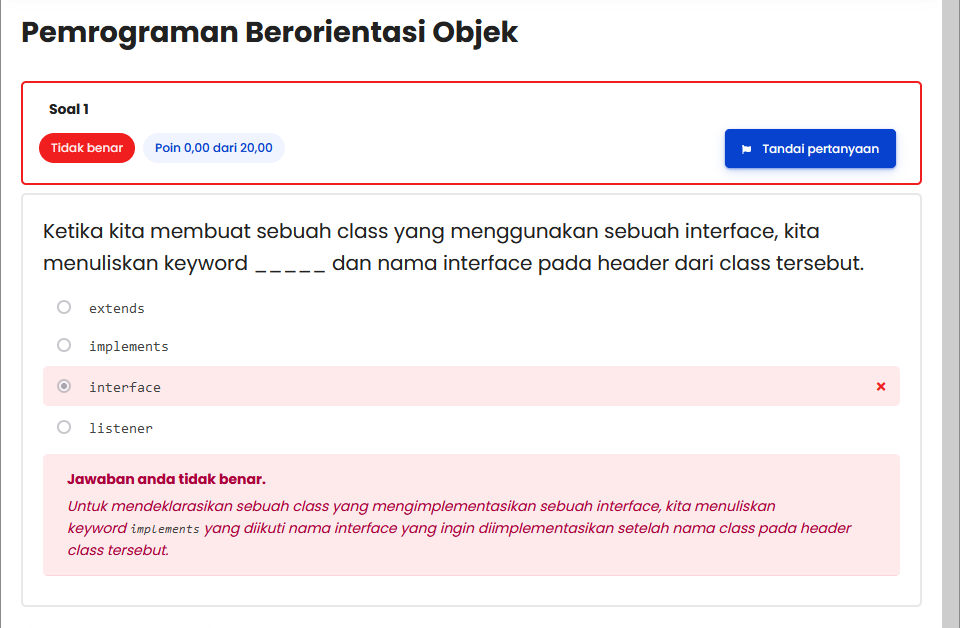 Pemrograman Berorientasi Objek
Soal 1
Tidak benar
Poin 0,00 dari 20,00
Tandai pertanyaan
Ketika kita membuat sebuah class yang menggunakan sebuah interface, kita
menuliskan keyword _____ dan nama interface pada header dari class tersebut.
extends
implements
interface
listener
Jawaban anda tidak benar.
Untuk mendeklarasikan sebuah class yang mengimplementasikan sebuah interface, kita menuliskan
keyword implements yang diikuti nama interface yang ingin diimplementasikan setelah nama class pada header
class tersebut.